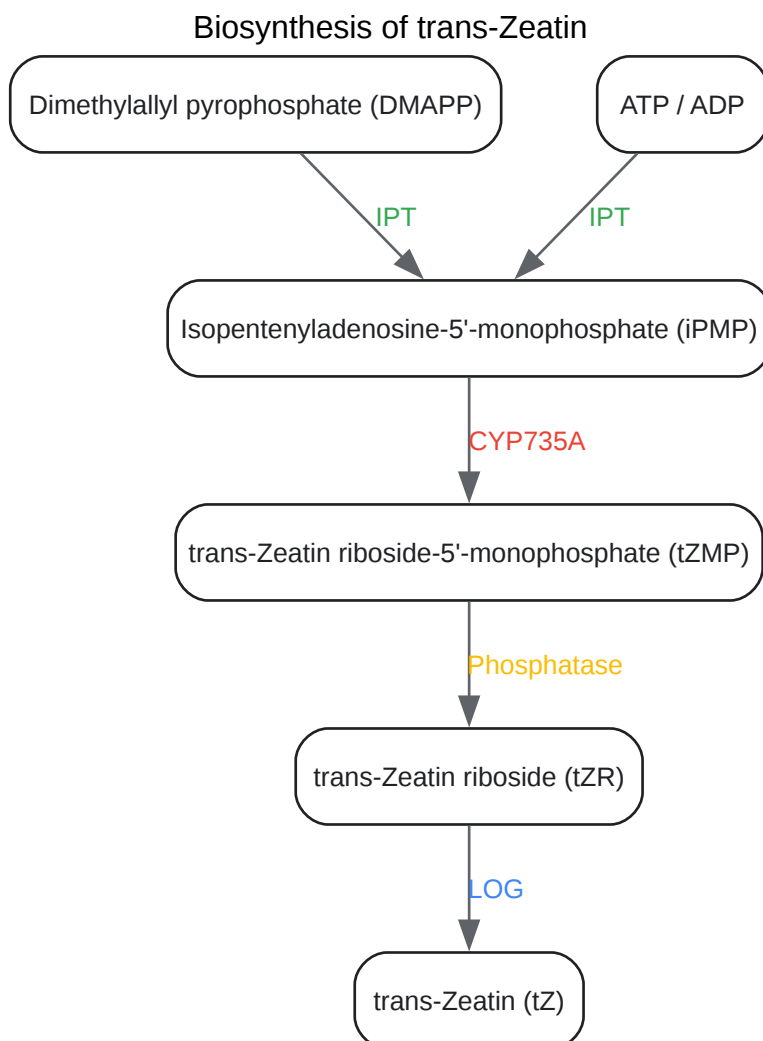 Biosynthesis of trans-Zeatin
Dimethylallyl pyrophosphate (DMAPP)
ATP / ADP
IPT
IPT
Isopentenyladenosine-5'-monophosphate (iPMP)
CYP735A
trans-Zeatin riboside-5'-monophosphate (tZMP)
Phosphatase
trans-Zeatin riboside (tZR)
LOG
trans-Zeatin (tZ)